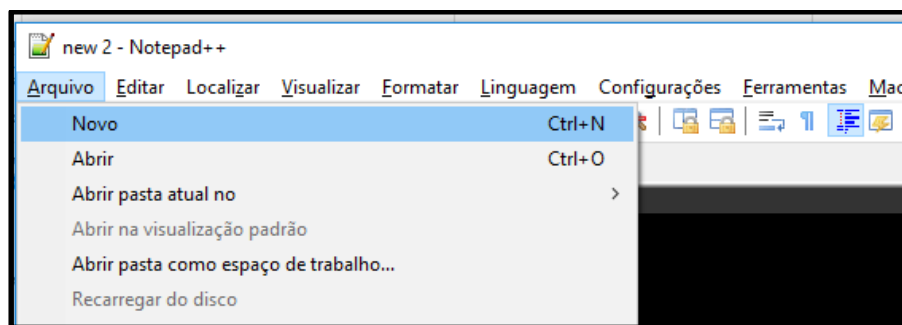 new 2 - Notepad++
Arquivo Editar Localizar Visualizar Formatar Linguagem Configurações Ferramentas Mac
Novo Ctrl+N
Abrir Ctrl+O
Abrir pasta atual no
Abrir na visualização padrão
Abrir pasta como espaço de trabalho...
Recarregar do disco